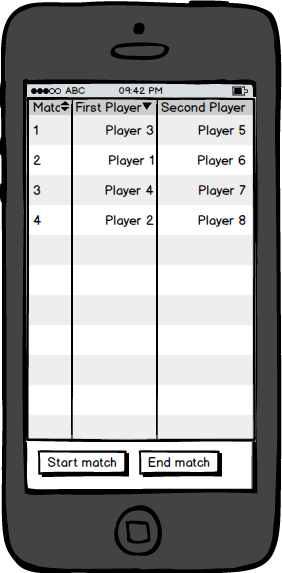 ABC 09:42 PM
Matc First Player Second Player
1 Player 3 Player 5
2 Player 1 Player 6
3 Player 4 Player 7
4 Player 2 Player 8
Start match End match